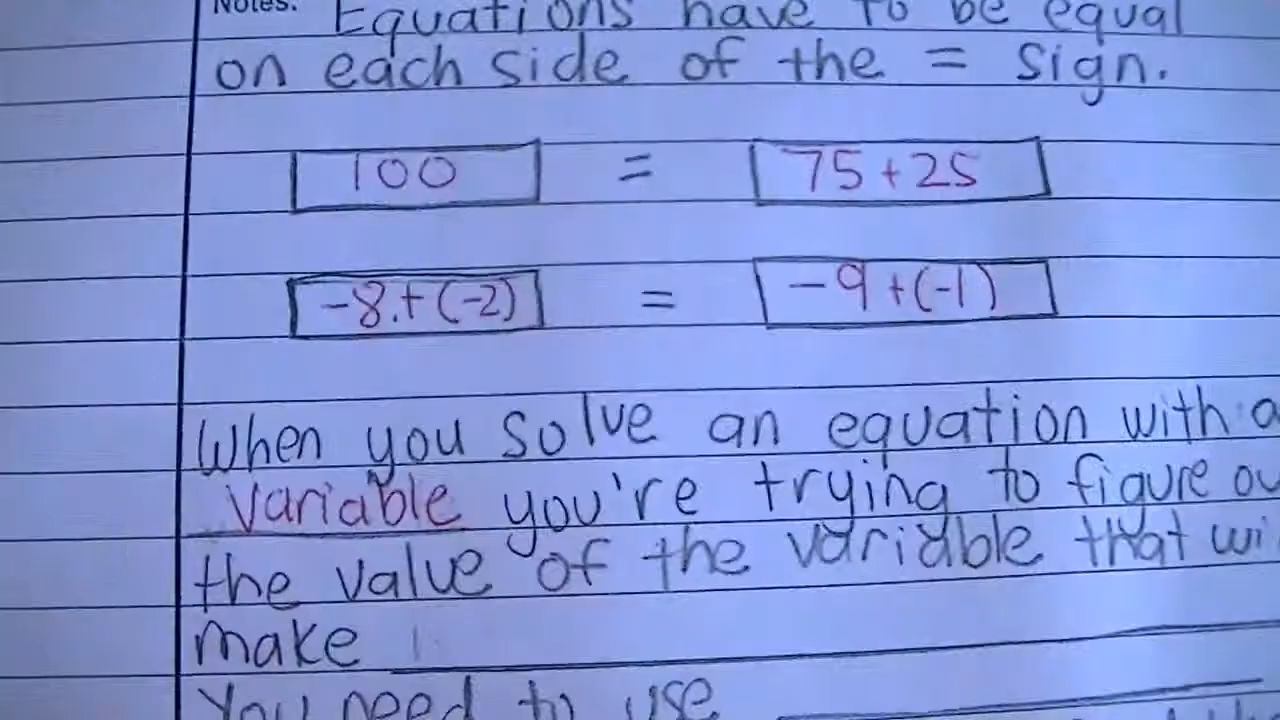 Notes: Equations have to be equal
on each side of the = sign.
100 = 75+25
-8.+(-2) = -9+(-1)
When you solve an equation with a
variable you're trying to figure ou
the value of the variable that wi
make
You need to use